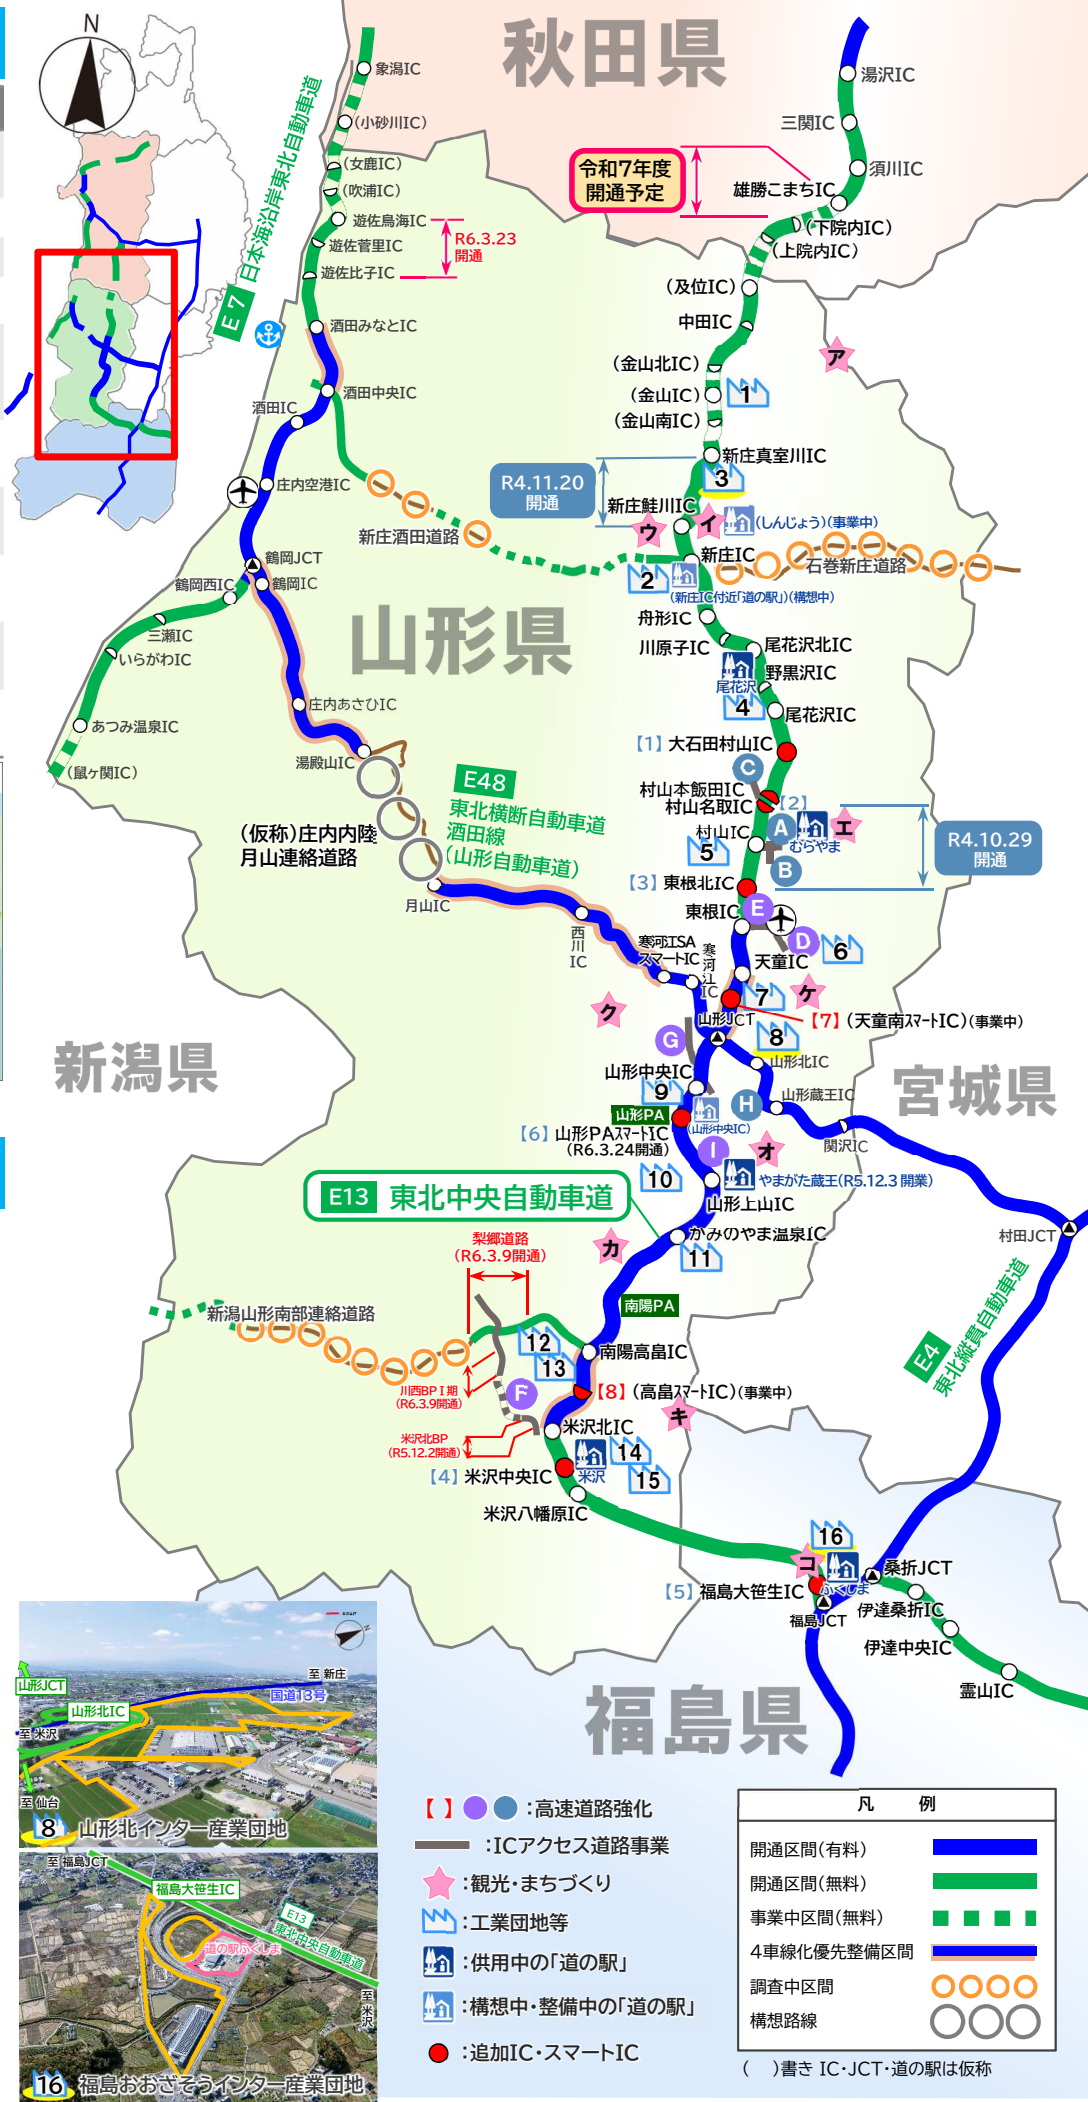 N
秋田県
象潟IC
(小砂川IC)
(女鹿IC)
(吹浦IC)
遊佐鳥海IC
遊佐菅里IC
遊佐比子IC
R6.3.23
開通
E7 日本海沿岸東北自動車道
酒田みなとIC
酒田中央IC
酒田IC
庄内空港IC
鶴岡JCT
鶴岡IC
鶴岡西IC
三瀬IC
いらがわIC
あつみ温泉IC
(鼠ヶ関IC)
庄内あさひIC
湯殿山IC
湯沢IC
三関IC
須川IC
雄勝こまちIC
令和7年度
開通予定
(下院内IC)
(上院内IC)
(及位IC)
中田IC
(金山北IC)
(金山IC)
(金山南IC)
ア
1
新庄真室川IC
3
R4.11.20
開通
新庄鮭川IC
ウ
イ
(しんじょう)(事業中)
新庄酒田道路
新庄IC
石巻新庄道路
2
(新庄IC付近「道の駅」)(構想中)
舟形IC
川原子IC
尾花沢北IC
野黒沢IC
尾花沢
4
尾花沢IC
山形県
【1】大石田村山IC
C
村山本飯田IC
村山名取IC
【2】
A
むらやま
エ
村山IC
5
B
R4.10.29
開通
【3】東根北IC
東根IC
E
D
6
天童IC
7
ケ
【7】(天童南スマートIC)(事業中)
E48
東北横断自動車道
酒田線
(山形自動車道)
(仮称)庄内内陸
月山連絡道路
月山IC
西川IC
寒河江SA
スマートIC
寒河江IC
ク
山形JCT
8
G
山形北IC
山形中央IC
9
H
山形蔵王IC
関沢IC
山形PA
(山形中央IC)
【6】山形PAスマートIC
(R6.3.24開通)
I
オ
10
やまがた蔵王(R5.12.3開業)
山形上山IC
新潟県
宮城県
村田JCT
E13 東北中央自動車道
かみのやま温泉IC
カ
11
梨郷道路
(R6.3.9開通)
南陽PA
新潟山形南部連絡道路
12
13
南陽高畠IC
E4
東北縦貫自動車道
川西BPⅠ期
(R6.3.9開通)
F
【8】(高畠スマートIC)(事業中)
キ
米沢北IC
米沢北BP
(R5.12.2開通)
14
【4】米沢中央IC
米沢
15
米沢八幡原IC
16
コ
ふくしま
【5】福島大笹生IC
福島JCT
桑折JCT
伊達桑折IC
伊達中央IC
霊山IC
福島県
至 新庄
国道13号
山形JCT
山形北IC
至 米沢
至 仙台
8 山形北インター産業団地
至 福島JCT
福島大笹生IC
E13
東北中央自動車道
道の駅ふくしま
至 米沢
16 福島おおざそうインター産業団地
【 】:高速道路強化
:ICアクセス道路事業
:観光・まちづくり
:工業団地等
:供用中の「道の駅」
:構想中・整備中の「道の駅」
:追加IC・スマートIC
凡 例
開通区間(有料)
開通区間(無料)
事業中区間(無料)
4車線化優先整備区間
調査中区間
構想路線
( )書き IC・JCT・道の駅は仮称